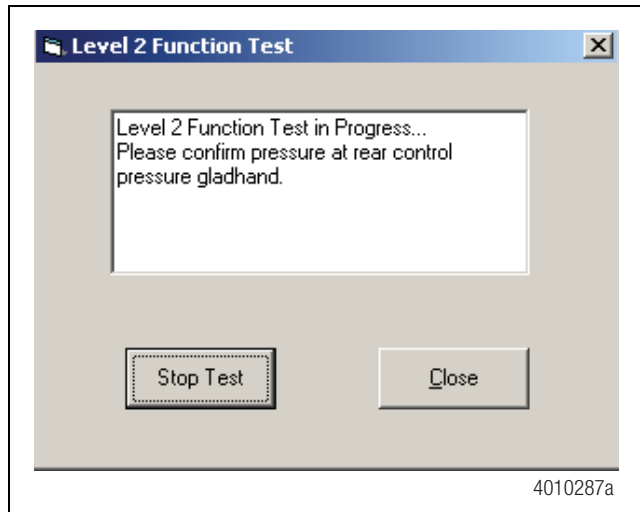 Level 2 Function Test
Level 2 Function Test in Progress...
Please confirm pressure at rear control
pressure gladhand.
Stop Test
Close
4010287a